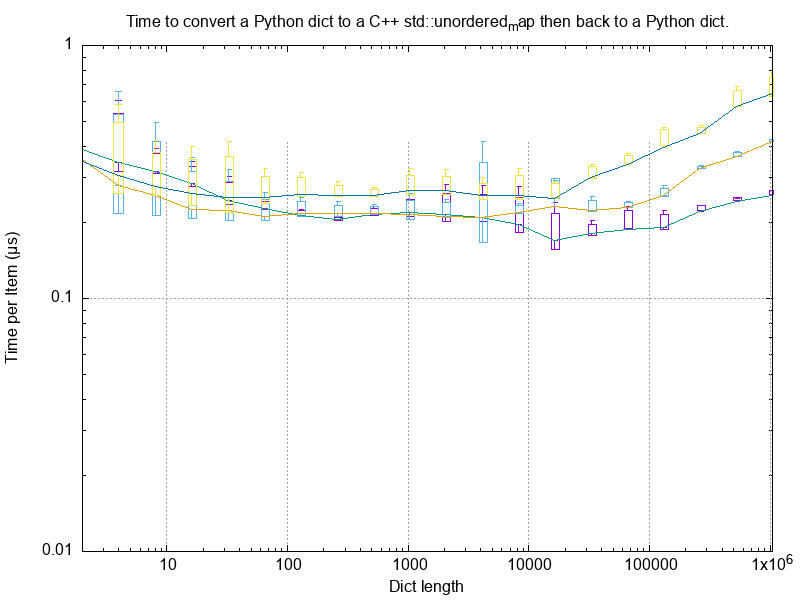 Time to convert a Python dict to a C++ std::unordered_map then back to a Python dict.
1
0.1
0.01
Time per Item (µs)
10 100 1000 10000 100000 1x10^6
Dict length